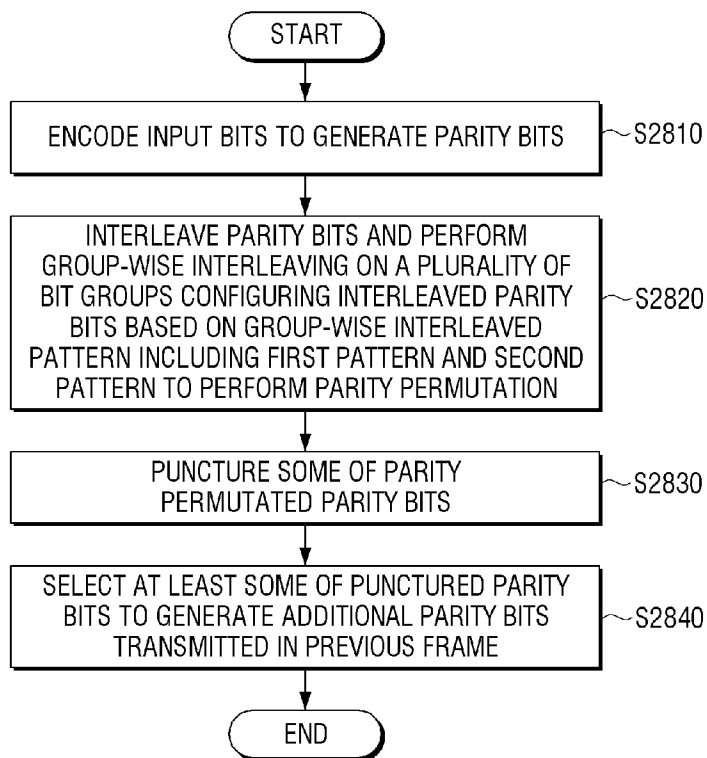 START
ENCODE INPUT BITS TO GENERATE PARITY BITS
S2810
INTERLEAVE PARITY BITS AND PERFORM
GROUP-WISE INTERLEAVING ON A PLURALITY OF
BIT GROUPS CONFIGURING INTERLEAVED PARITY
BITS BASED ON GROUP-WISE INTERLEAVED
PATTERN INCLUDING FIRST PATTERN AND SECOND
PATTERN TO PERFORM PARITY PERMUTATION
S2820
PUNCTURE SOME OF PARITY
PERMUTATED PARITY BITS
S2830
SELECT AT LEAST SOME OF PUNCTURED PARITY
BITS TO GENERATE ADDITIONAL PARITY BITS
TRANSMITTED IN PREVIOUS FRAME
S2840
END